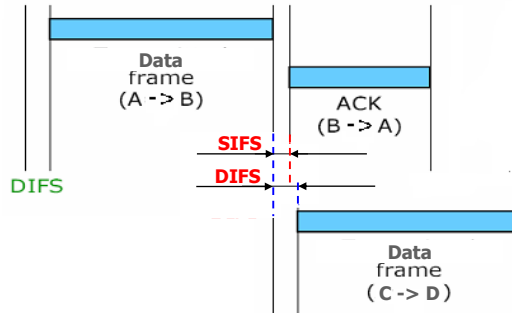 Data
frame
(A -> B)
ACK
(B -> A)
SIFS
DIFS
DIFS
Data
frame
(C -> D)